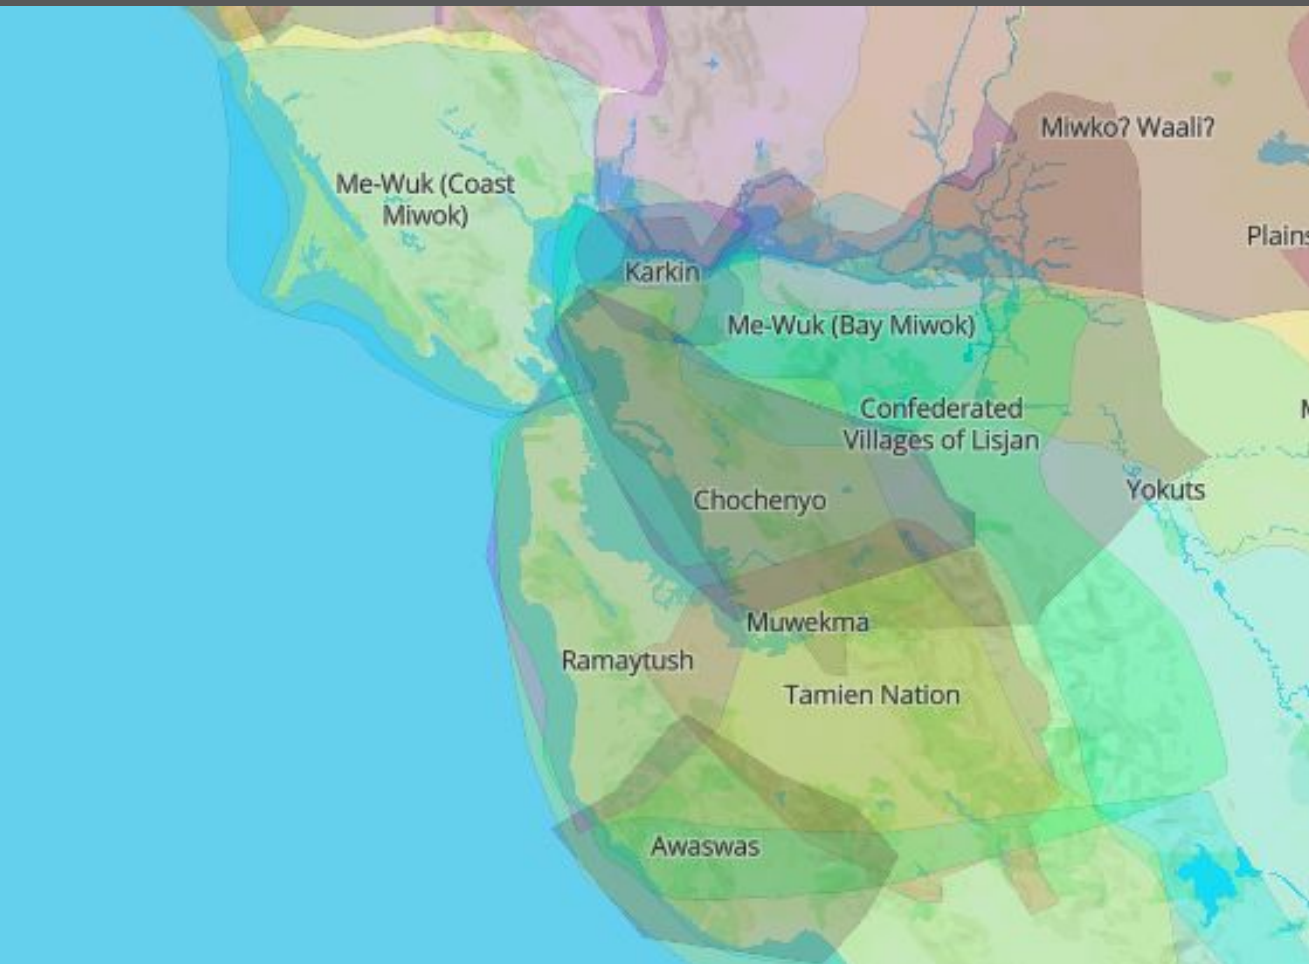 Miwko? Waali?
Me-Wuk (Coast
Miwok)
Plains
Karkin
Me-Wuk (Bay Miwok)
Confederated
Villages of Lisjan
Yokuts
Chochenyo
Muwekma
Ramaytush
Tamien Nation
Awaswas